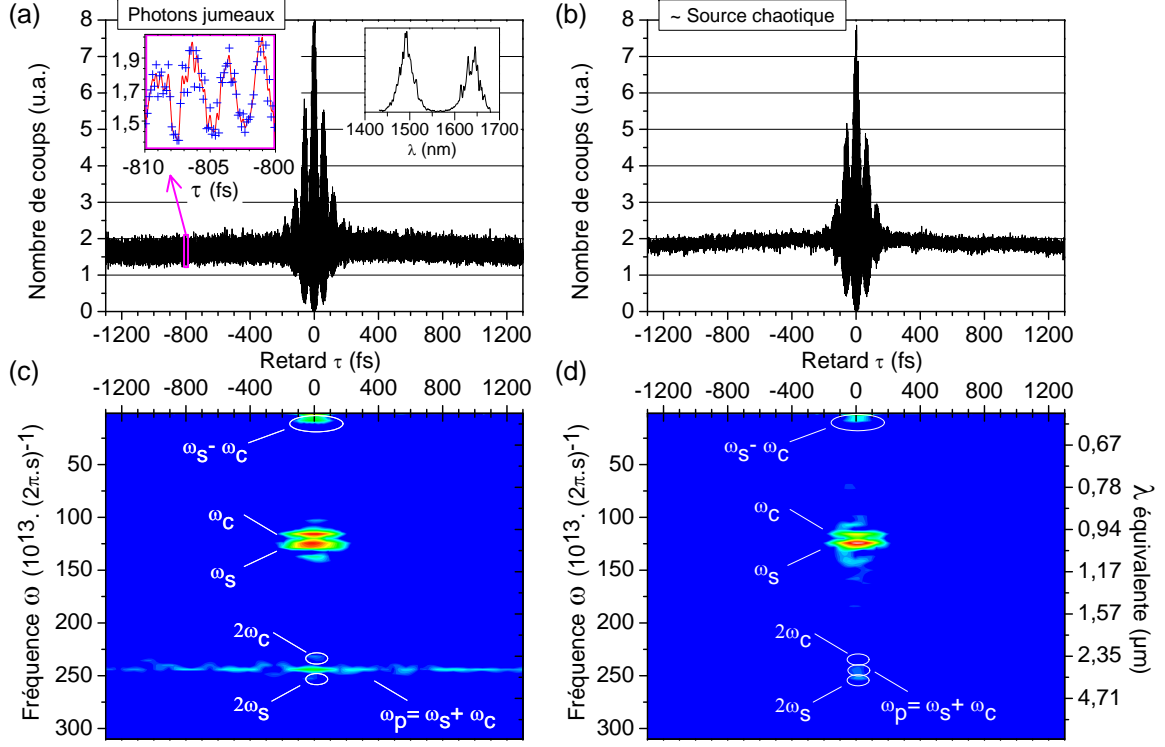 (a)
Photons jumeaux
Nombre de coups (u.a.)
8
7
6
5
4
3
2
1
0
1,9
1,7
1,5
-810 -805 -800
τ (fs)
1400 1500 1600 1700
λ (nm)
-1200 -800 -400 0 400 800 1200
Retard τ (fs)
(b)
~ Source chaotique
Nombre de coups (u.a.)
8
7
6
5
4
3
2
1
0
-1200 -800 -400 0 400 800 1200
Retard τ (fs)
(c)
-1200 -800 -400 0 400 800 1200
Fréquence ω (10^13. (2π.s)^-1)
50
100
150
200
250
300
ωs- ωc
ωc
ωs
2ωc
2ωs
ωp= ωs+ ωc
(d)
-1200 -800 -400 0 400 800 1200
Fréquence ω (10^13. (2π.s)^-1)
50
100
150
200
250
300
ωs- ωc
ωc
ωs
2ωc
2ωs
ωp= ωs+ ωc
0,67
0,78
0,94
1,17
1,57
2,35
4,71
λ équivalente (μm)